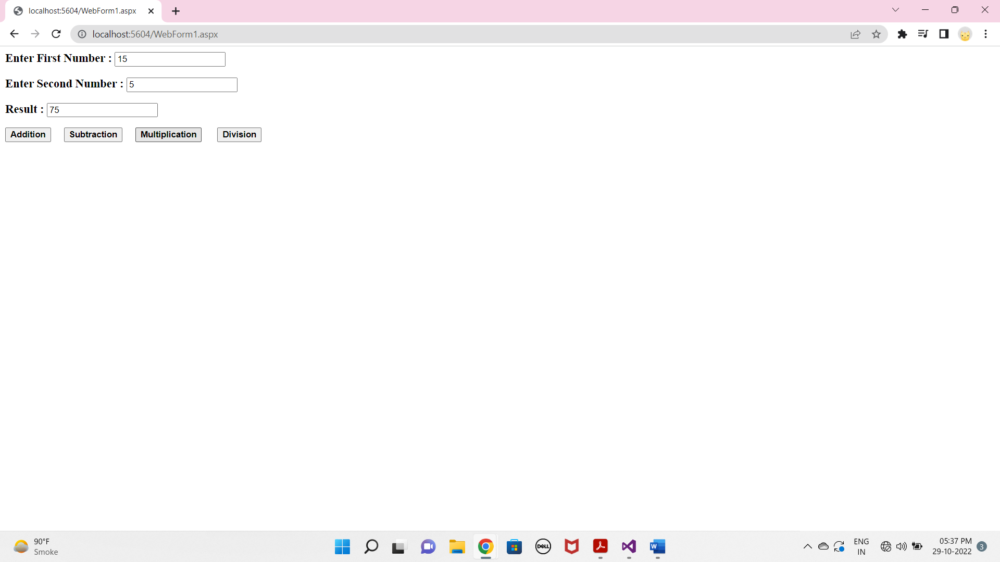 localhost:5604/WebForm1.aspx
localhost:5604/WebForm1.aspx
Enter First Number : 15
Enter Second Number : 5
Result : 75
Addition Subtraction Multiplication Division
90°F
Smoke
DELL
W
ENG
IN
05:37 PM
29-10-2022
3